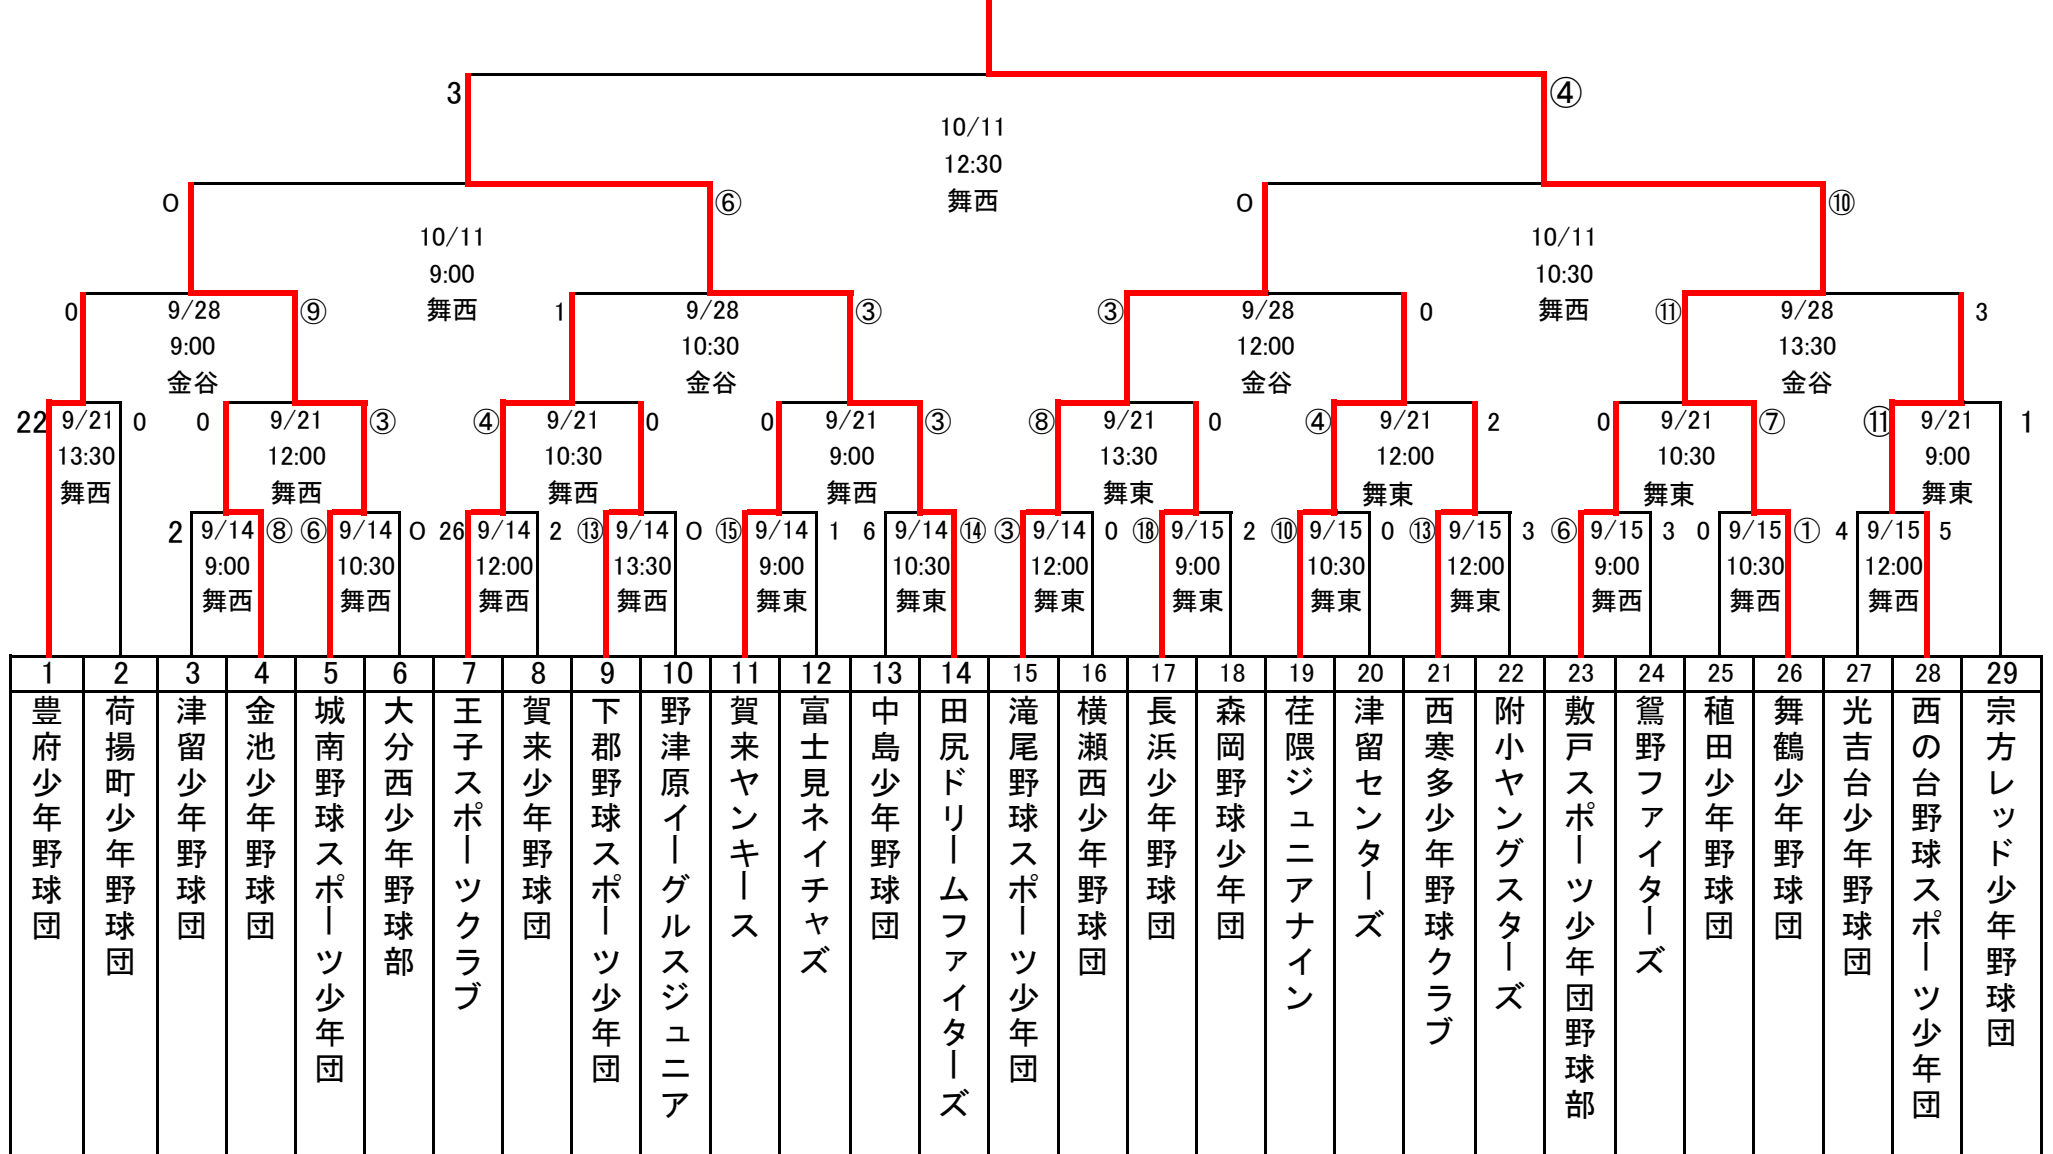 3
④
10/11
12:30
舞西
0
⑥
0
⑩
10/11
9:00
舞西
10/11
10:30
舞西
0
9/28
9:00
金谷
⑨
1
9/28
10:30
金谷
③
③
9/28
12:00
金谷
0
⑪
9/28
13:30
金谷
3
22
9/21
13:30
舞西
0
0
9/21
12:00
舞西
③
④
9/21
10:30
舞西
0
0
9/21
9:00
舞西
③
⑧
9/21
13:30
舞東
0
④
9/21
12:00
舞東
2
0
9/21
10:30
舞東
⑦
⑪
9/21
9:00
舞東
1
2
9/14
9:00
舞西
⑧
⑥
9/14
10:30
舞西
0
26
9/14
12:00
舞西
2
⑬
9/14
13:30
舞西
0
⑮
9/14
9:00
舞東
1
6
9/14
10:30
舞東
⑭
③
9/14
12:00
舞東
0
⑱
9/15
9:00
舞東
2
⑩
9/15
10:30
舞東
0
⑬
9/15
12:00
舞東
3
⑥
9/15
9:00
舞西
3
0
9/15
10:30
舞西
①
4
9/15
12:00
舞西
5
1
豊府少年野球団
2
荷揚町少年野球団
3
津留少年野球団
4
金池少年野球団
5
城南野球スポーツ少年団
6
大分西少年野球部
7
王子スポーツクラブ
8
賀来少年野球団
9
下郡野球スポーツ少年団
10
野津原イーグルスジュニア
11
賀来ヤンキース
12
富士見ネイチャズ
13
中島少年野球団
14
田尻ドリームファイターズ
15
滝尾野球スポーツ少年団
16
横瀬西少年野球団
17
長浜少年野球団
18
森岡野球少年団
19
荏隈ジュニアナイン
20
津留センターズ
21
西寒多少年野球クラブ
22
附小ヤングスターズ
23
敷戸スポーツ少年団野球部
24
鴛野ファイターズ
25
稙田少年野球団
26
舞鶴少年野球団
27
光吉台少年野球団
28
西の台野球スポーツ少年団
29
宗方レッド少年野球団